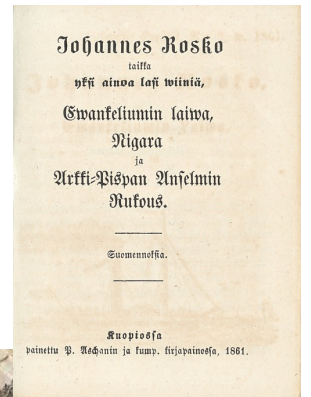 Johannes Rosko
taikka
yksi ainoa lasi wiiniä,
Ewankeliumin laiwa,
Nigara
ja
Arkki-Pispan Anselmin
Rukous.
Suomennoksia.
Kuopiossa
painettu P. Aschanin ja kump. kirjapainossa, 1861.